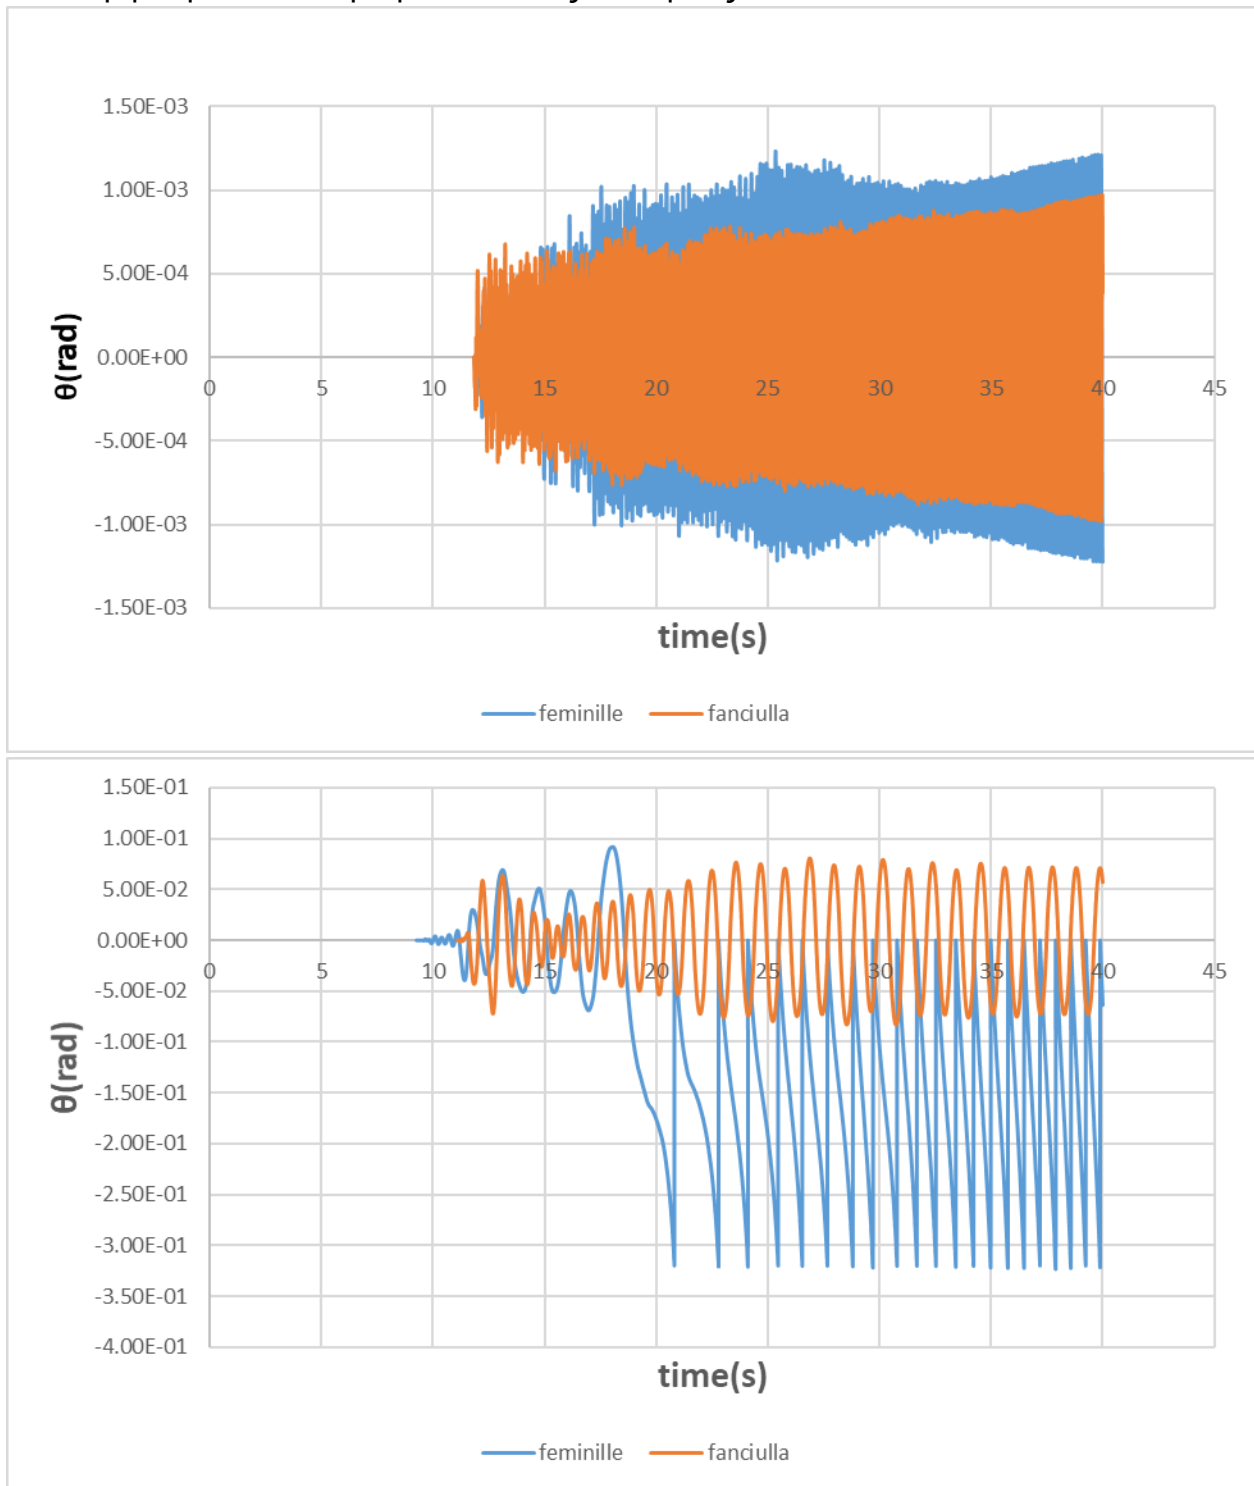 1.50E-03
1.00E-03
5.00E-04
0.00E+00
0 5 10 15 20 25 30 35 40 45
-5.00E-04
-1.00E-03
-1.50E-03
θ(rad)
time(s)
feminille fanciulla
1.50E-01
1.00E-01
5.00E-02
0.00E+00
0 5 10 15 20 25 30 35 40 45
-5.00E-02
-1.00E-01
-1.50E-01
-2.00E-01
-2.50E-01
-3.00E-01
-3.50E-01
-4.00E-01
θ(rad)
time(s)
feminille fanciulla